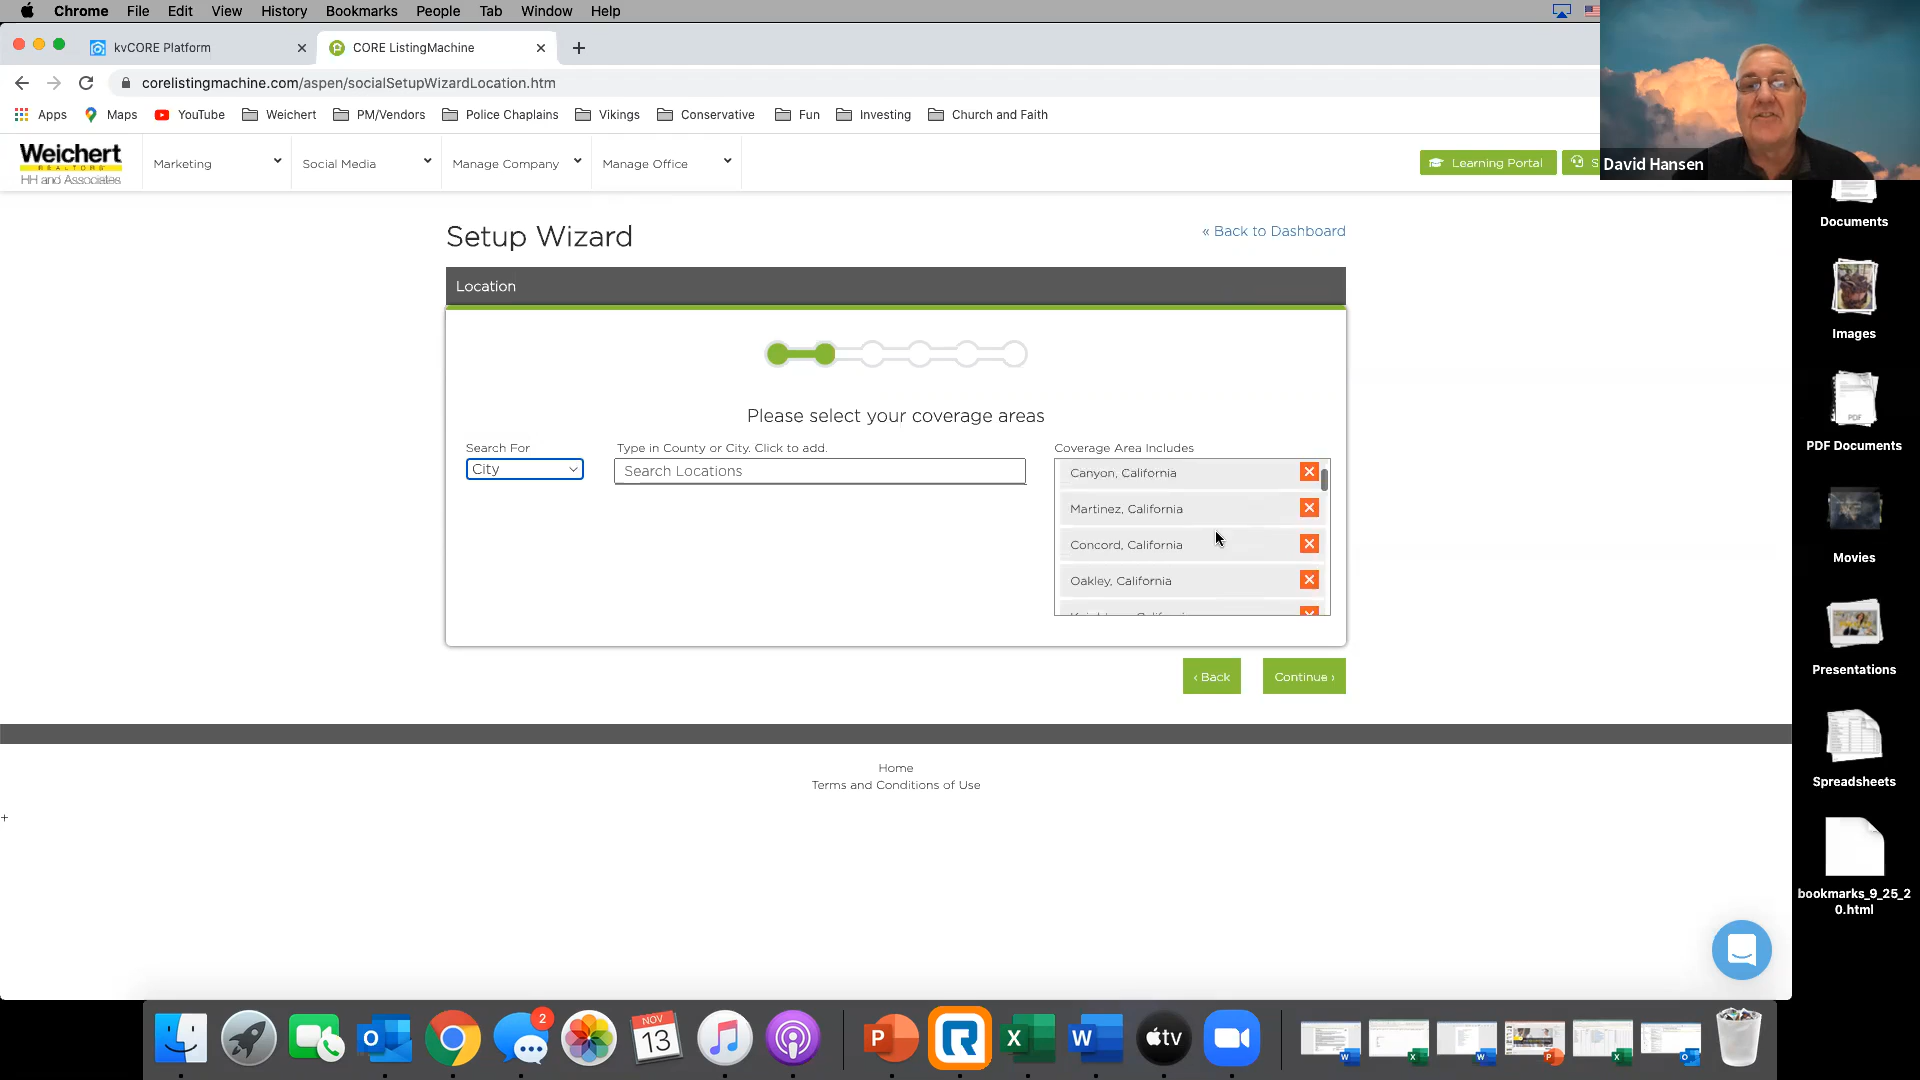 Chrome File Edit View History Bookmarks People Tab Window Help
kvCORE Platform
CORE ListingMachine
corelistingmachine.com/aspen/socialSetupWizardLocation.htm
Apps Maps YouTube Weichert PM/Vendors Police Chaplains Vikings Conservative Fun Investing Church and Faith
Weichert
REALTORS
HH and Associates
Marketing
Social Media
Manage Company
Manage Office
Learning Portal
S
David Hansen
Setup Wizard
« Back to Dashboard
Location
Please select your coverage areas
Search For
City
Type in County or City. Click to add.
Search Locations
Coverage Area Includes
Canyon, California
Martinez, California
Concord, California
Oakley, California
‹ Back
Continue ›
Home
Terms and Conditions of Use
+
Documents
Images
PDF
PDF Documents
Movies
Presentations
Spreadsheets
bookmarks_9_25_2
0.html
2
NOV
13
P
X
W
tv